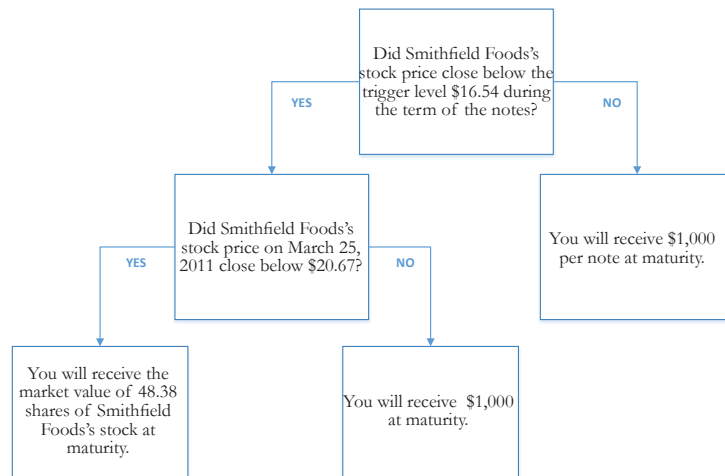 Did Smithfield Foods's
stock price close below the
trigger level $16.54 during
the term of the notes?
YES
NO
Did Smithfield Foods's
stock price on March 25,
2011 close below $20.67?
You will receive $1,000
per note at maturity.
YES
NO
You will receive the
market value of 48.38
shares of Smithfield
Foods's stock at
maturity.
You will receive $1,000
at maturity.